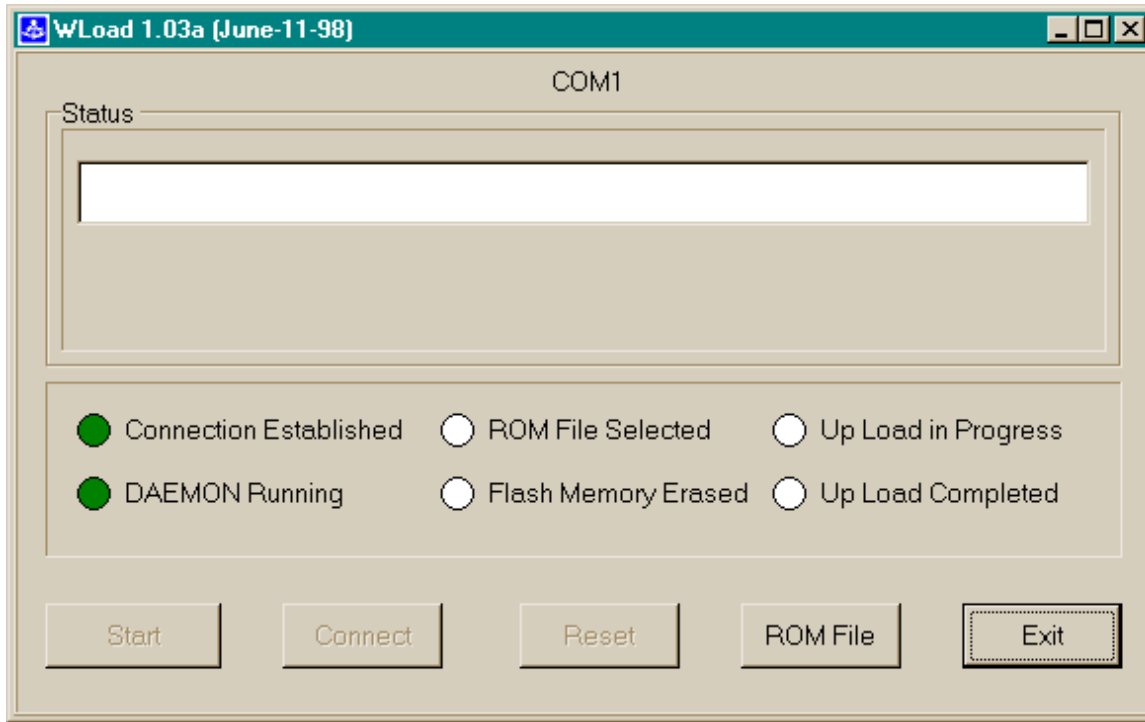 WLoad 1.03a (June-11-98)
COM1
Status
Connection Established
ROM File Selected
Up Load in Progress
DAEMON Running
Flash Memory Erased
Up Load Completed
Start
Connect
Reset
ROM File
Exit